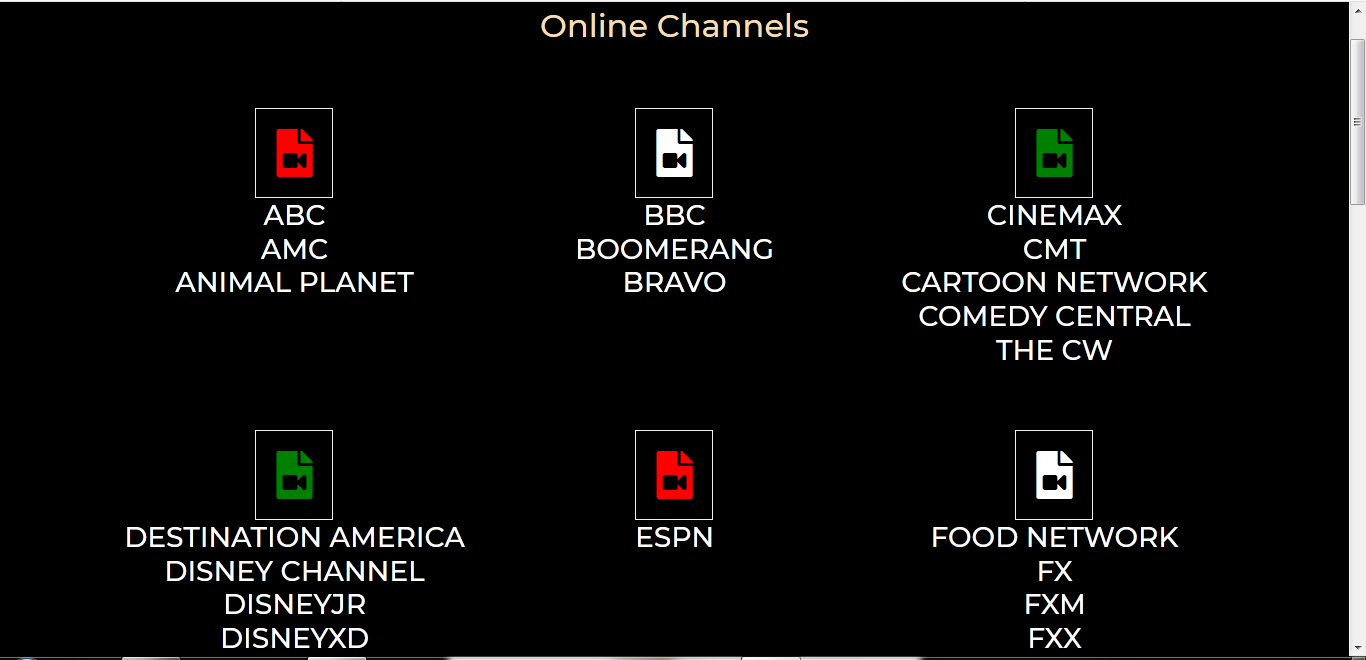 Online Channels
ABC
AMC
ANIMAL PLANET
BBC
BOOMERANG
BRAVO
CINEMAX
CMT
CARTOON NETWORK
COMEDY CENTRAL
THE CW
DESTINATION AMERICA
DISNEY CHANNEL
DISNEYJR
DISNEYXD
ESPN
FOOD NETWORK
FX
FXM
FXX